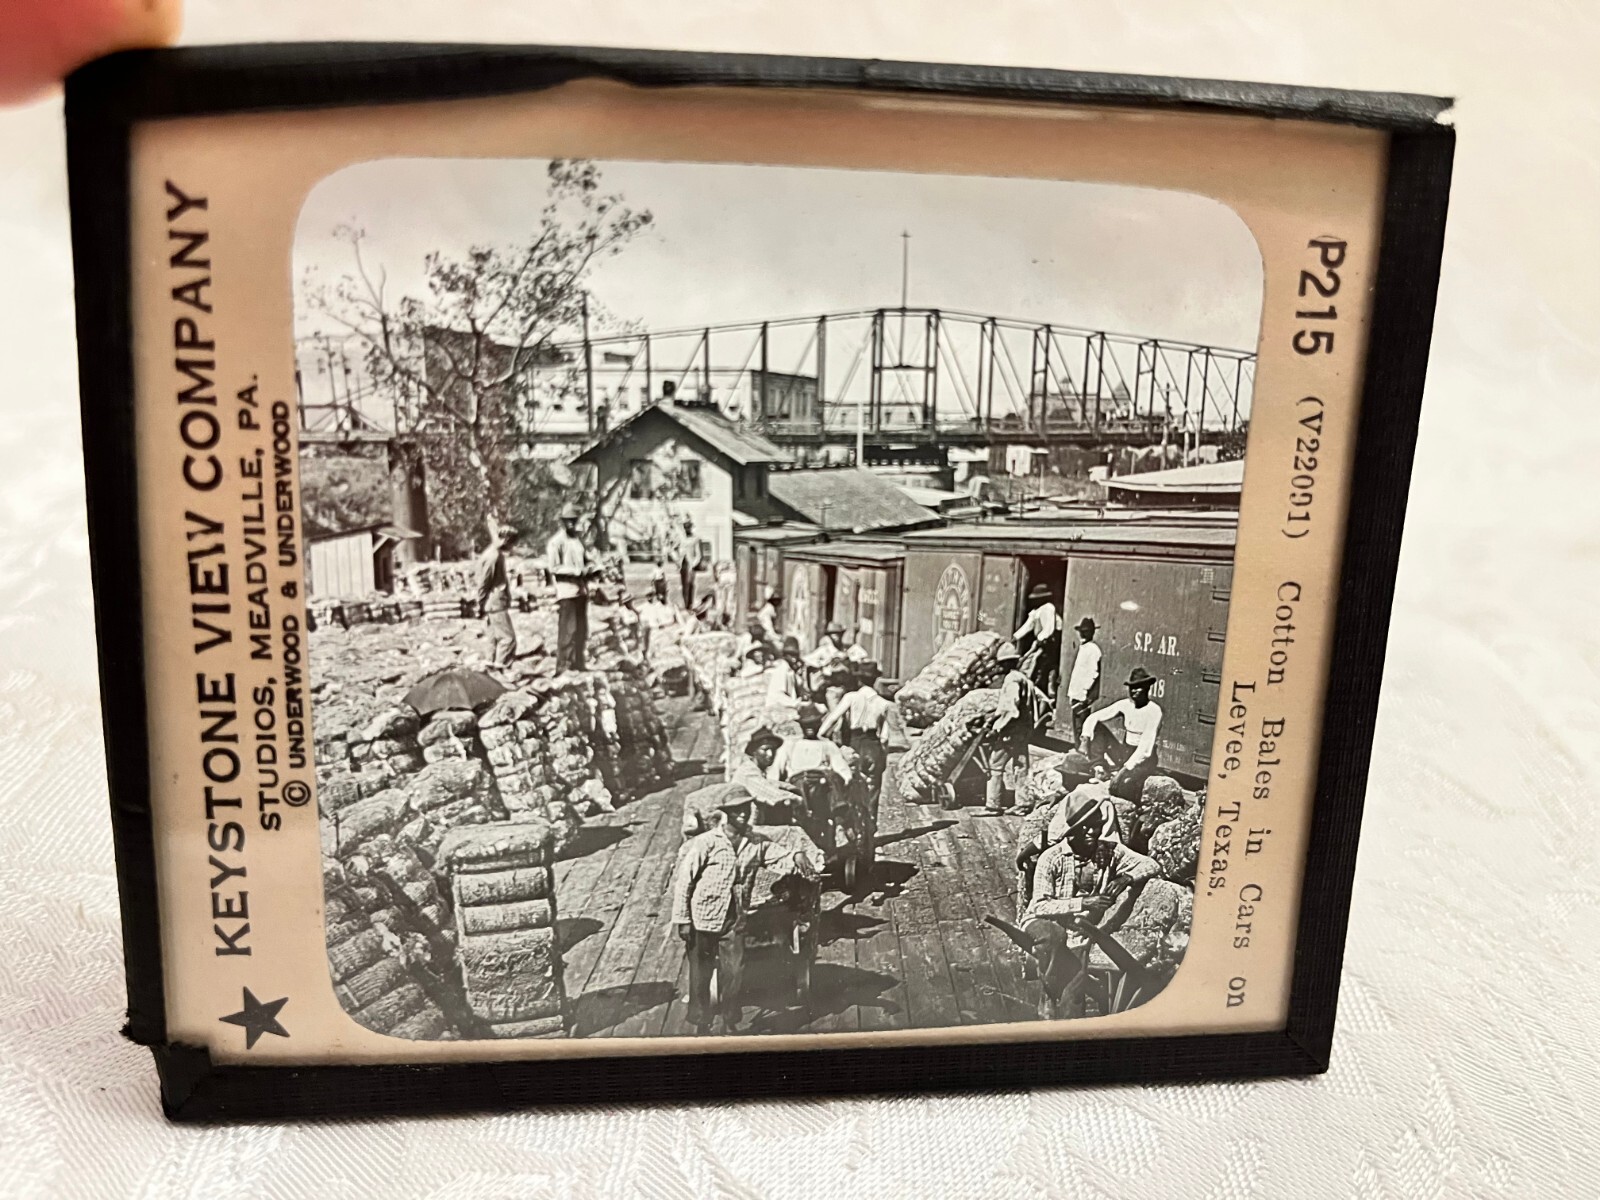 KEYSTONE VIEW COMPANY
STUDIOS, MEADVILLE, PA.
© UNDERWOOD & UNDERWOOD
P215 (V22091) Cotton Bales in Cars on
Levee, Texas.
S.P. AR.